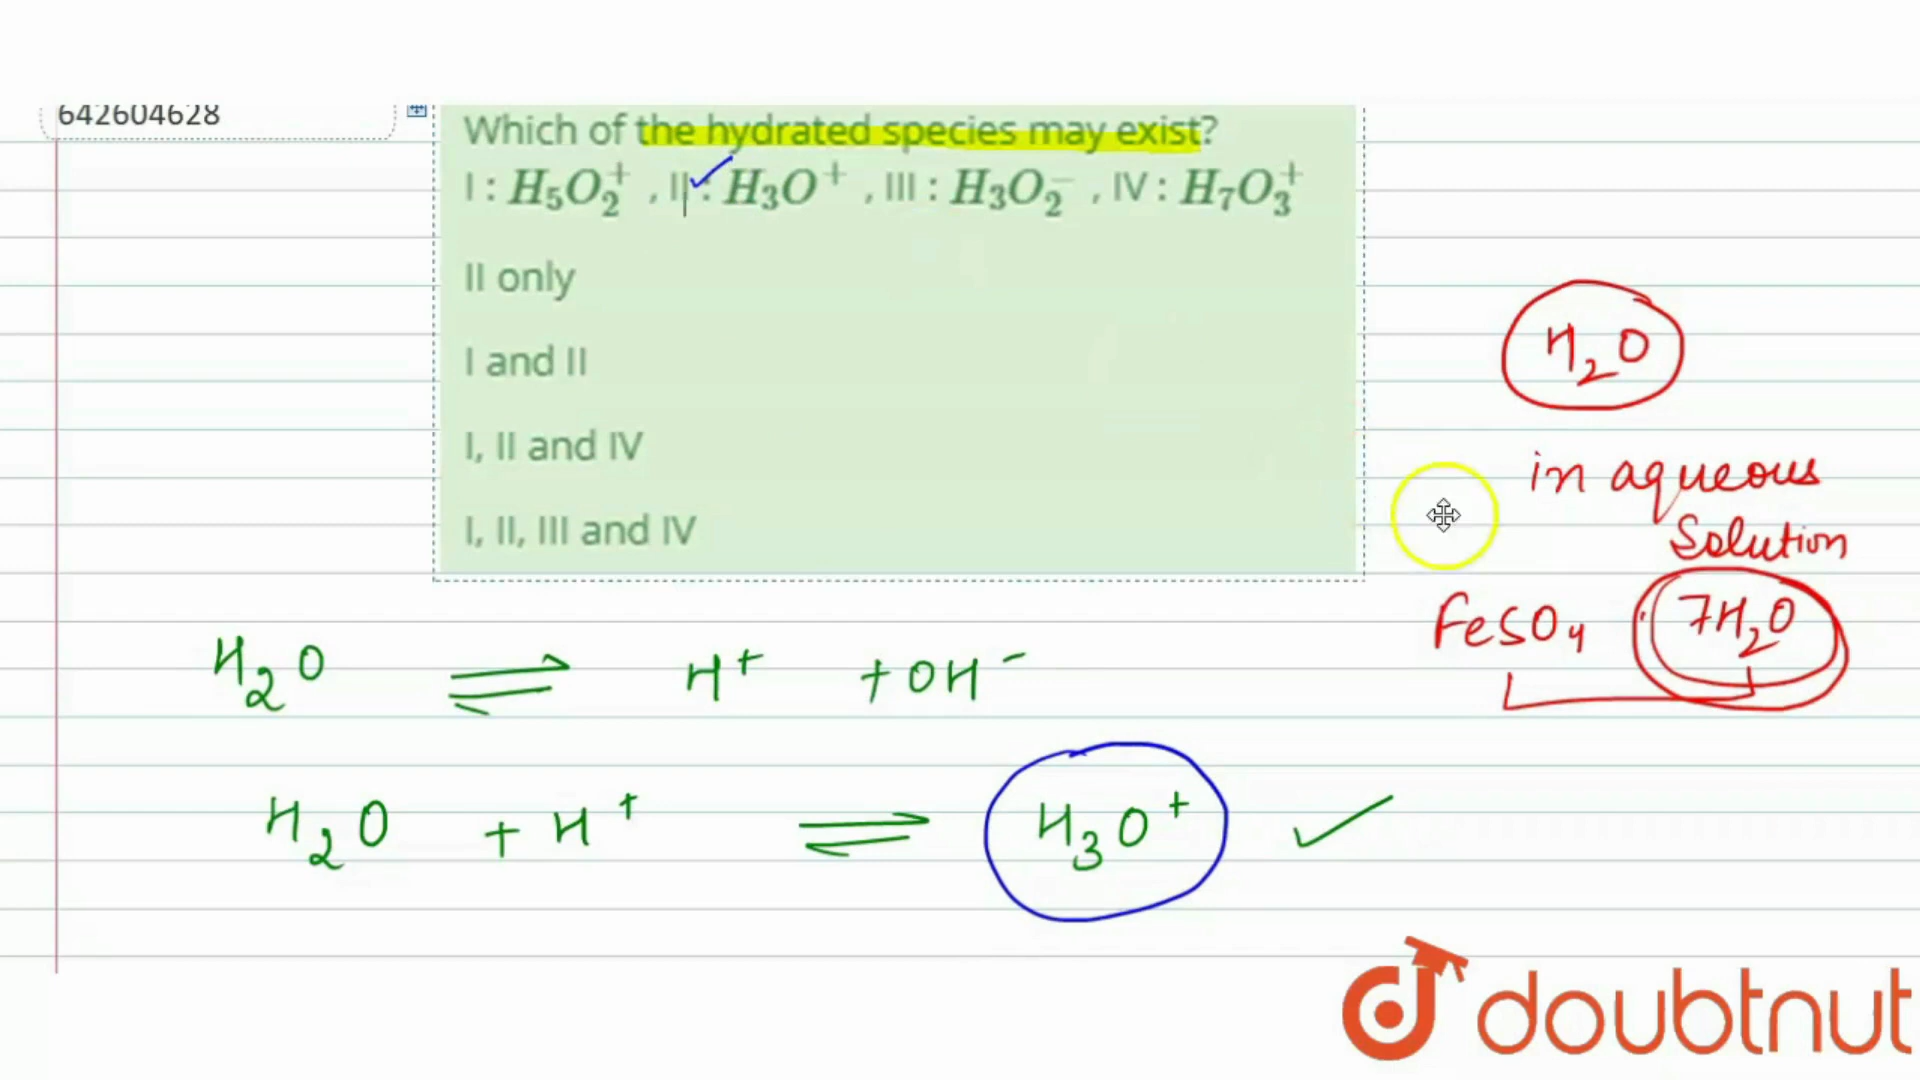 642604628
Which of the hydrated species may exist?
I : H₅O₂⁺ , II : H₃O⁺ , III : H₃O₂⁻ , IV : H₇O₃⁺
II only
I and II
I, II and IV
I, II, III and IV
H₂O
in aqueous
Solution
FeSO₄ · 7H₂O
H₂O ⇌ H⁺ + OH⁻
H₂O + H⁺ ⇌ H₃O⁺ ✓
doubtnut